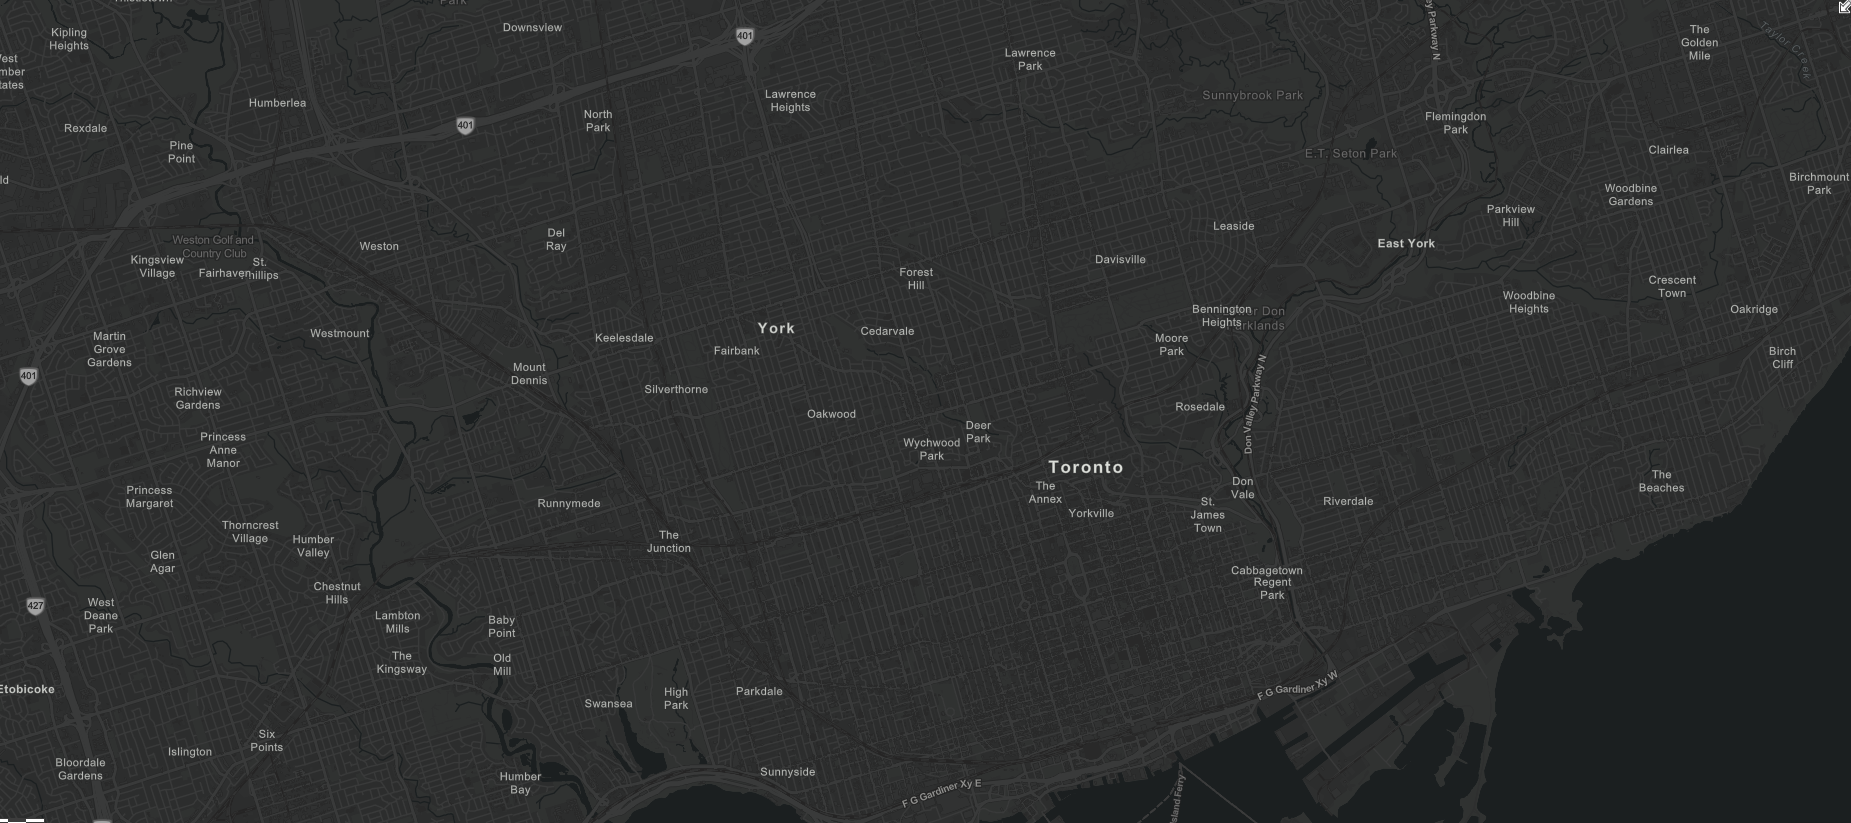 Park
Downsview
Kipling
Heights
401
The
Golden
Mile
Taylor Creek
Lawrence
Park
Humberlea
Lawrence
Heights
Sunnybrook Park
North
Park
Flemingdon
Park
401
Rexdale
Pine
Point
E.T. Seton Park
Clairlea
Birchmount
Park
Woodbine
Gardens
Parkview
Hill
Leaside
Del
Ray
East York
Weston Golf and
Country Club
Weston
Kingsview
Village
Fairhaven
St.
Davisville
Forest
Hill
Crescent
Town
Woodbine
Heights
Bennington
Heights
Oakridge
Westmount
York
Cedarvale
Keelesdale
Fairbank
Moore
Park
Martin
Grove
Gardens
Birch
Cliff
401
Mount
Dennis
Silverthorne
Don Valley Parkway N
Richview
Gardens
Rosedale
Oakwood
Deer
Park
Wychwood
Park
Princess
Anne
Manor
Toronto
The
Annex
Yorkville
Don
Vale
The
Beaches
Princess
Margaret
Runnymede
St.
James
Town
Riverdale
Thorncrest
Village
Humber
Valley
The
Junction
Glen
Agar
Cabbagetown
Regent
Park
Chestnut
Hills
427
West
Deane
Park
Lambton
Mills
Baby
Point
The
Kingsway
Old
Mill
Etobicoke
Swansea
High
Park
Parkdale
F G Gardiner Xy W
Islington
Six
Points
Bloordale
Gardens
Humber
Bay
Sunnyside
F G Gardiner Xy E
Island Ferry